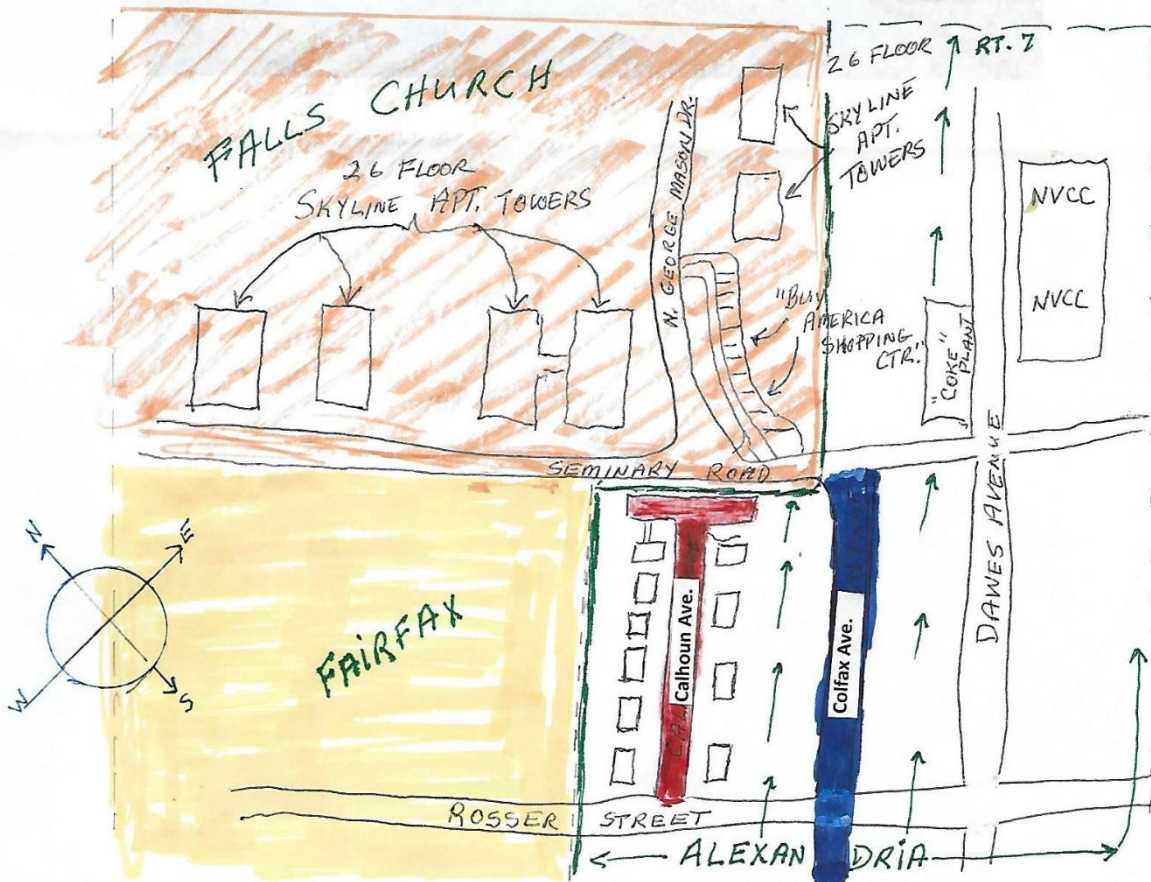 FALLS CHURCH
26 FLOOR
SKYLINE APT. TOWERS
N. GEORGE MASON DR.
26 FLOOR
SKYLINE
APT.
TOWERS
RT. 7
NVCC
NVCC
"BUY
AMERICA
SHOPPING
CTR."
"COKE"
PLANT
SEMINARY ROAD
DAWES AVENUE
N
E
W
S
FAIRFAX
Calhoun Ave.
Colfax Ave.
ROSSER STREET
ALEXANDRIA